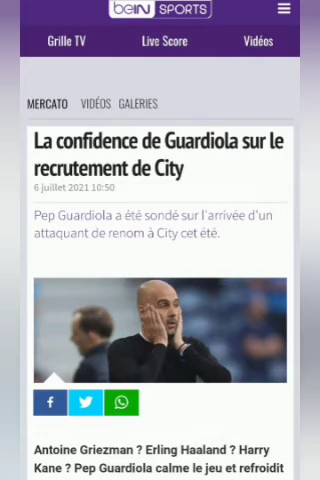 beIN SPORTS
Grille TV Live Score Vidéos
MERCATO VIDÉOS GALERIES
La confidence de Guardiola sur le
recrutement de City
6 juillet 2021 10:50
Pep Guardiola a été sondé sur l'arrivée d'un
attaquant de renom à City cet été.
f
Antoine Griezman ? Erling Haaland ? Harry
Kane ? Pep Guardiola calme le jeu et refroidit